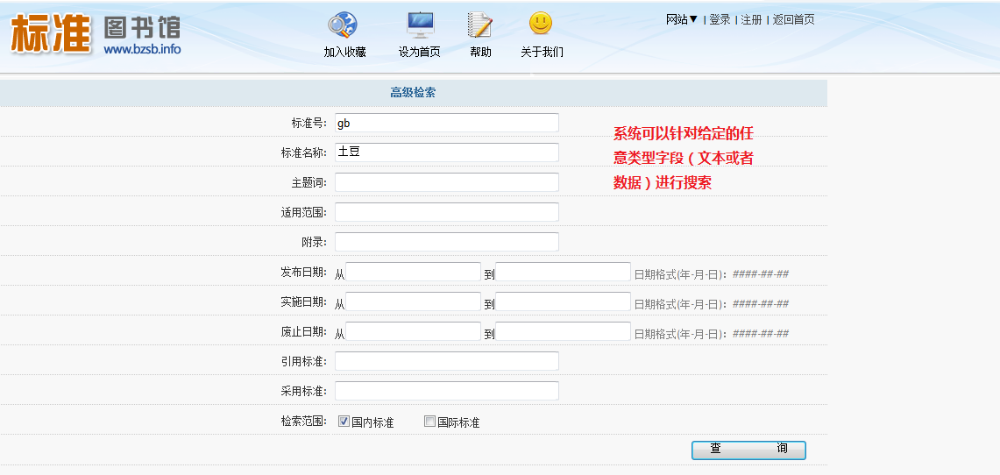 标准 图书馆
www.bzsb.info
加入收藏 设为首页 帮助 关于我们
网站▼ | 登录 | 注册 | 返回首页
高级检索
标准号: gb
标准名称: 土豆
主题词:
适用范围:
附录:
发布日期: 从 到 日期格式(年-月-日): ####-##-##
实施日期: 从 到 日期格式(年-月-日): ####-##-##
废止日期: 从 到 日期格式(年-月-日): ####-##-##
引用标准:
采用标准:
检索范围: 国内标准 国际标准
查 询
系统可以针对给定的任
意类型字段(文本或者
数据)进行搜索